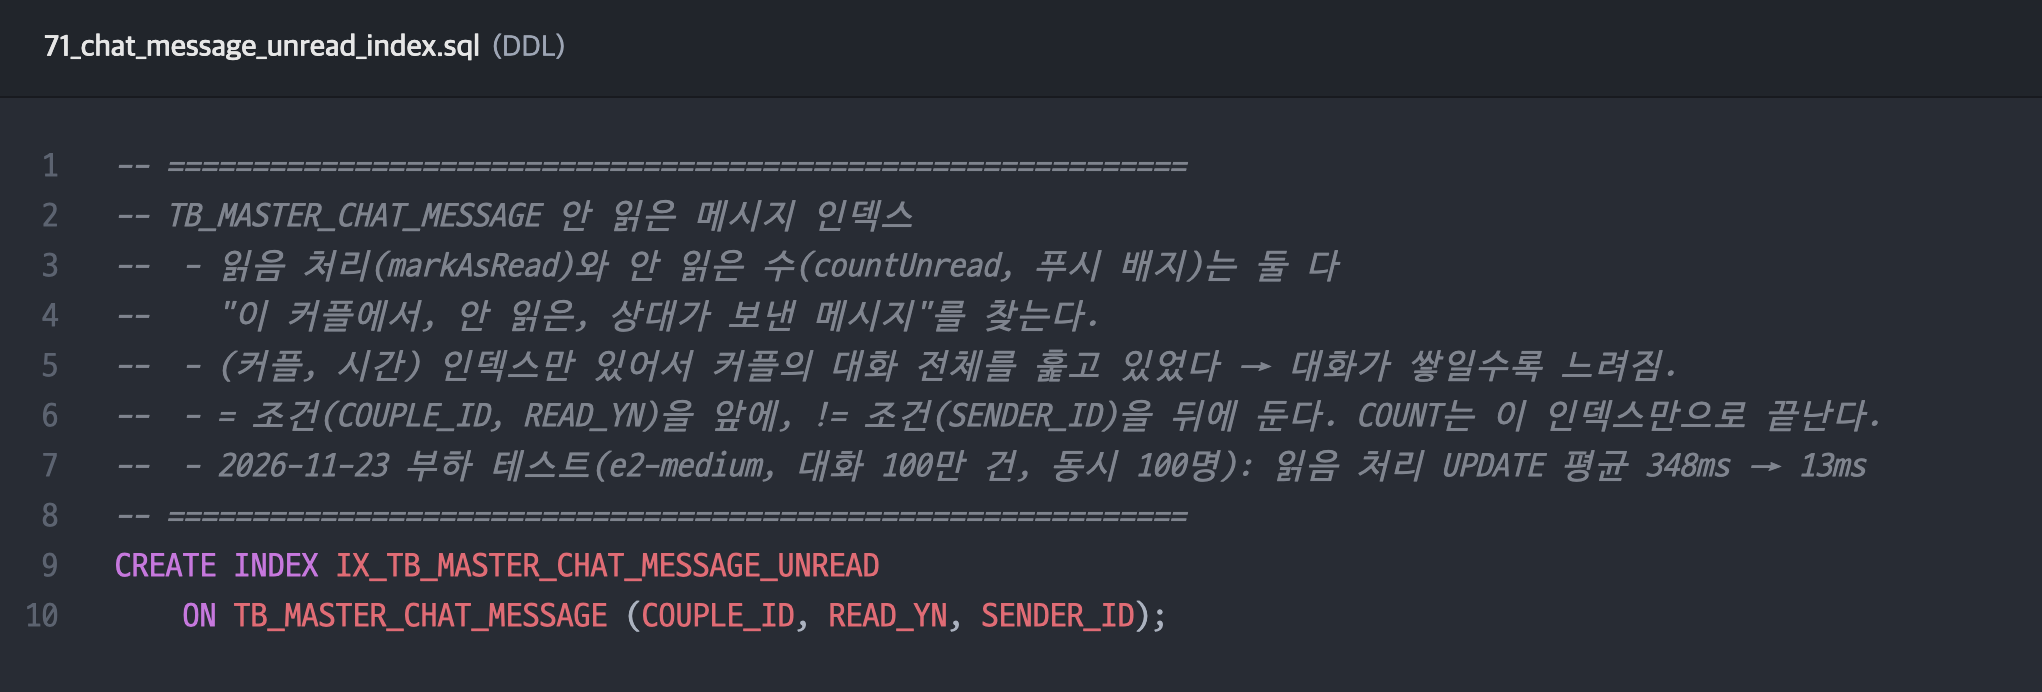 71_chat_message_unread_index.sql (DDL)
1 -- ============================================================
2 -- TB_MASTER_CHAT_MESSAGE 안 읽은 메시지 인덱스
3 --  - 읽음 처리(markAsRead)와 안 읽은 수(countUnread, 푸시 배지)는 둘 다
4 --    "이 커플에서, 안 읽은, 상대가 보낸 메시지"를 찾는다.
5 --  - (커플, 시간) 인덱스만 있어서 커플의 대화 전체를 훑고 있었다 → 대화가 쌓일수록 느려짐.
6 --  - = 조건(COUPLE_ID, READ_YN)을 앞에, != 조건(SENDER_ID)을 뒤에 둔다. COUNT는 이 인덱스만으로 끝난다.
7 --  - 2026-11-23 부하 테스트(e2-medium, 대화 100만 건, 동시 100명): 읽음 처리 UPDATE 평균 348ms → 13ms
8 -- ============================================================
9 CREATE INDEX IX_TB_MASTER_CHAT_MESSAGE_UNREAD
10     ON TB_MASTER_CHAT_MESSAGE (COUPLE_ID, READ_YN, SENDER_ID);